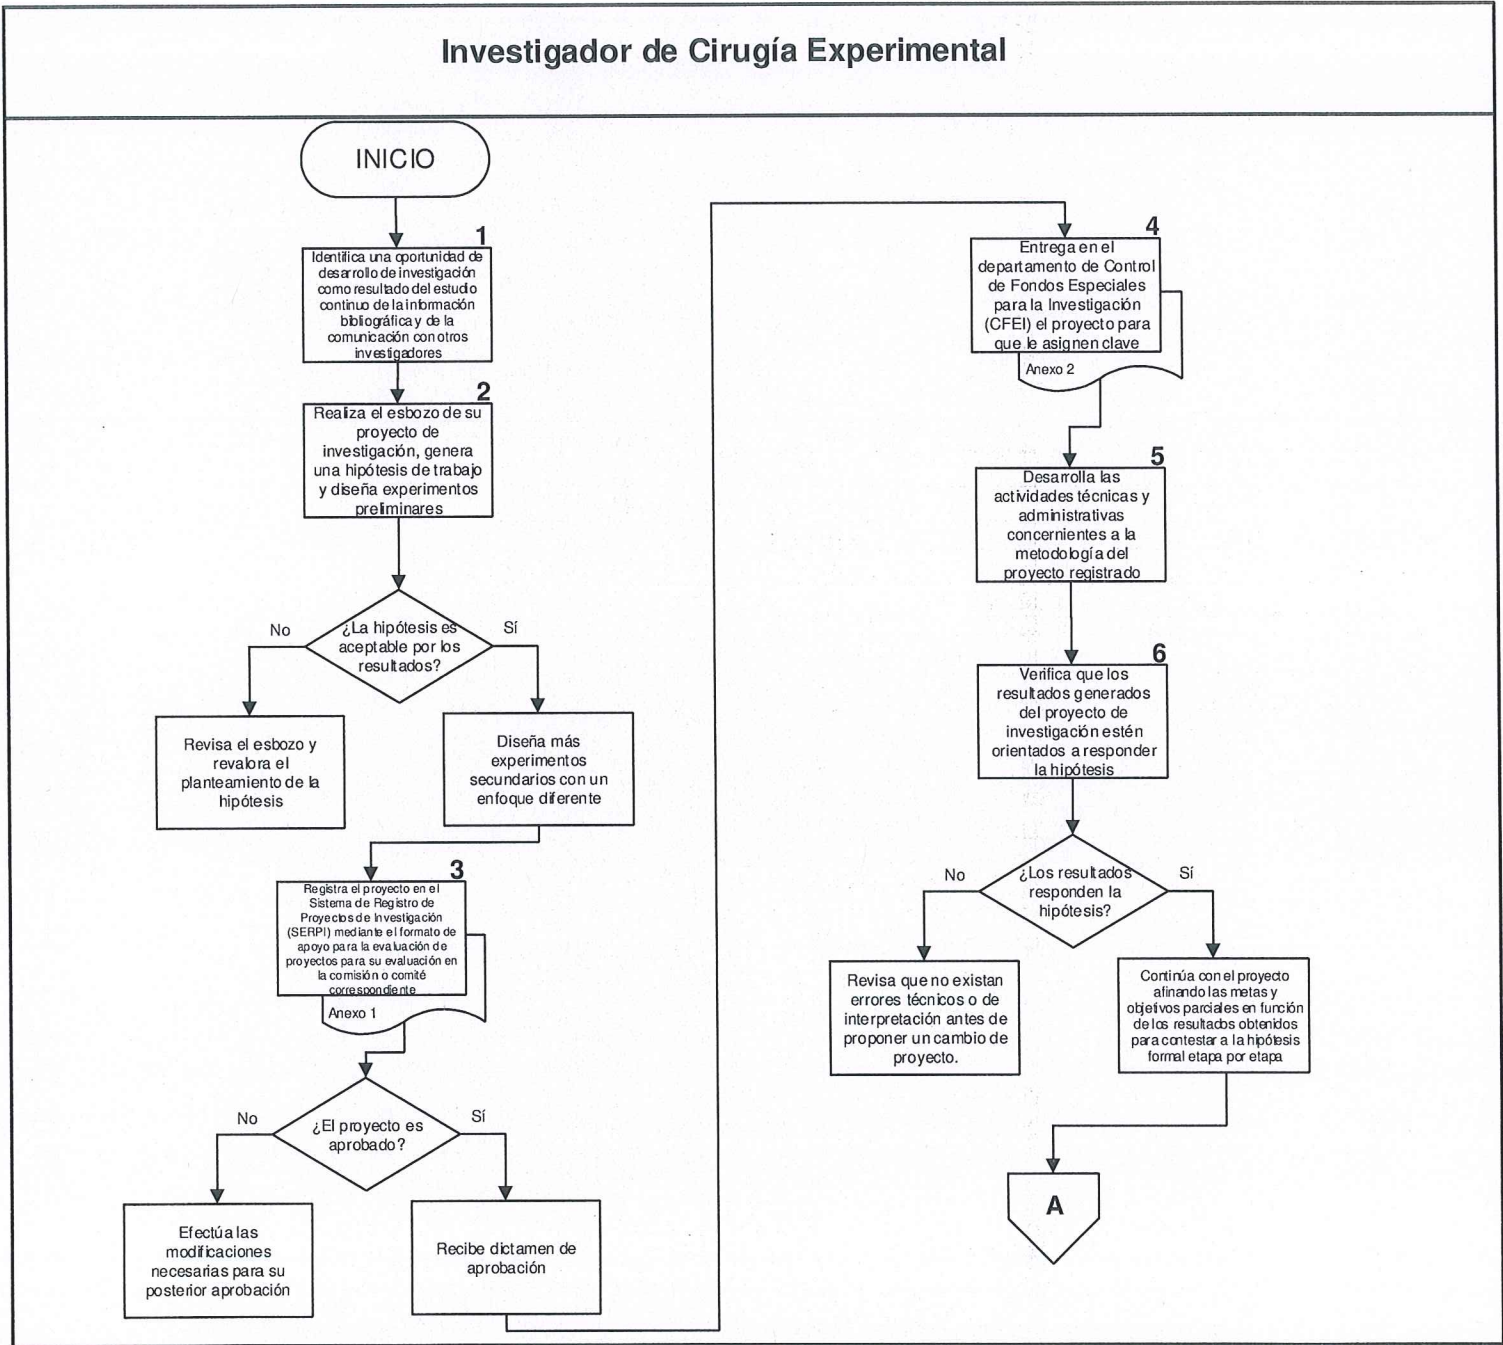 Investigador de Cirugía Experimental
INICIO
1
Identifica una oportunidad de
desarrollo de investigación
como resultado del estudio
continuo de la información
bibliográfica y de la
comunicación con otros
investigadores
2
Realiza el esbozo de su
proyecto de
investigación, genera
una hipótesis de trabajo
y diseña experimentos
preliminares
¿La hipótesis es
aceptable por los
resultados?
No
Sí
Revisa el esbozo y
revalora el
planteamiento de la
hipótesis
Diseña más
experimentos
secundarios con un
enfoque diferente
3
Registra el proyecto en el
Sistema de Registro de
Proyectos de Investigación
(SERPI) mediante el formato de
apoyo para la evaluación de
proyectos para su evaluación en
la comisión o comité
correspondiente
Anexo 1
¿El proyecto es
aprobado?
No
Sí
Efectúa las
modificaciones
necesarias para su
posterior aprobación
Recibe dictamen de
aprobación
4
Entrega en el
departamento de Control
de Fondos Especiales
para la Investigación
(CFEI) el proyecto para
que le asignen clave
Anexo 2
5
Desarrolla las
actividades técnicas y
administrativas
concernientes a la
metodología del
proyecto registrado
6
Verifica que los
resultados generados
del proyecto de
investigación estén
orientados a responder
la hipótesis
¿Los resultados
responden la
hipótesis?
No
Sí
Revisa que no existan
errores técnicos o de
interpretación antes de
proponer un cambio de
proyecto.
Continúa con el proyecto
afinando las metas y
objetivos parciales en función
de los resultados obtenidos
para contestar a la hipótesis
formal etapa por etapa
A